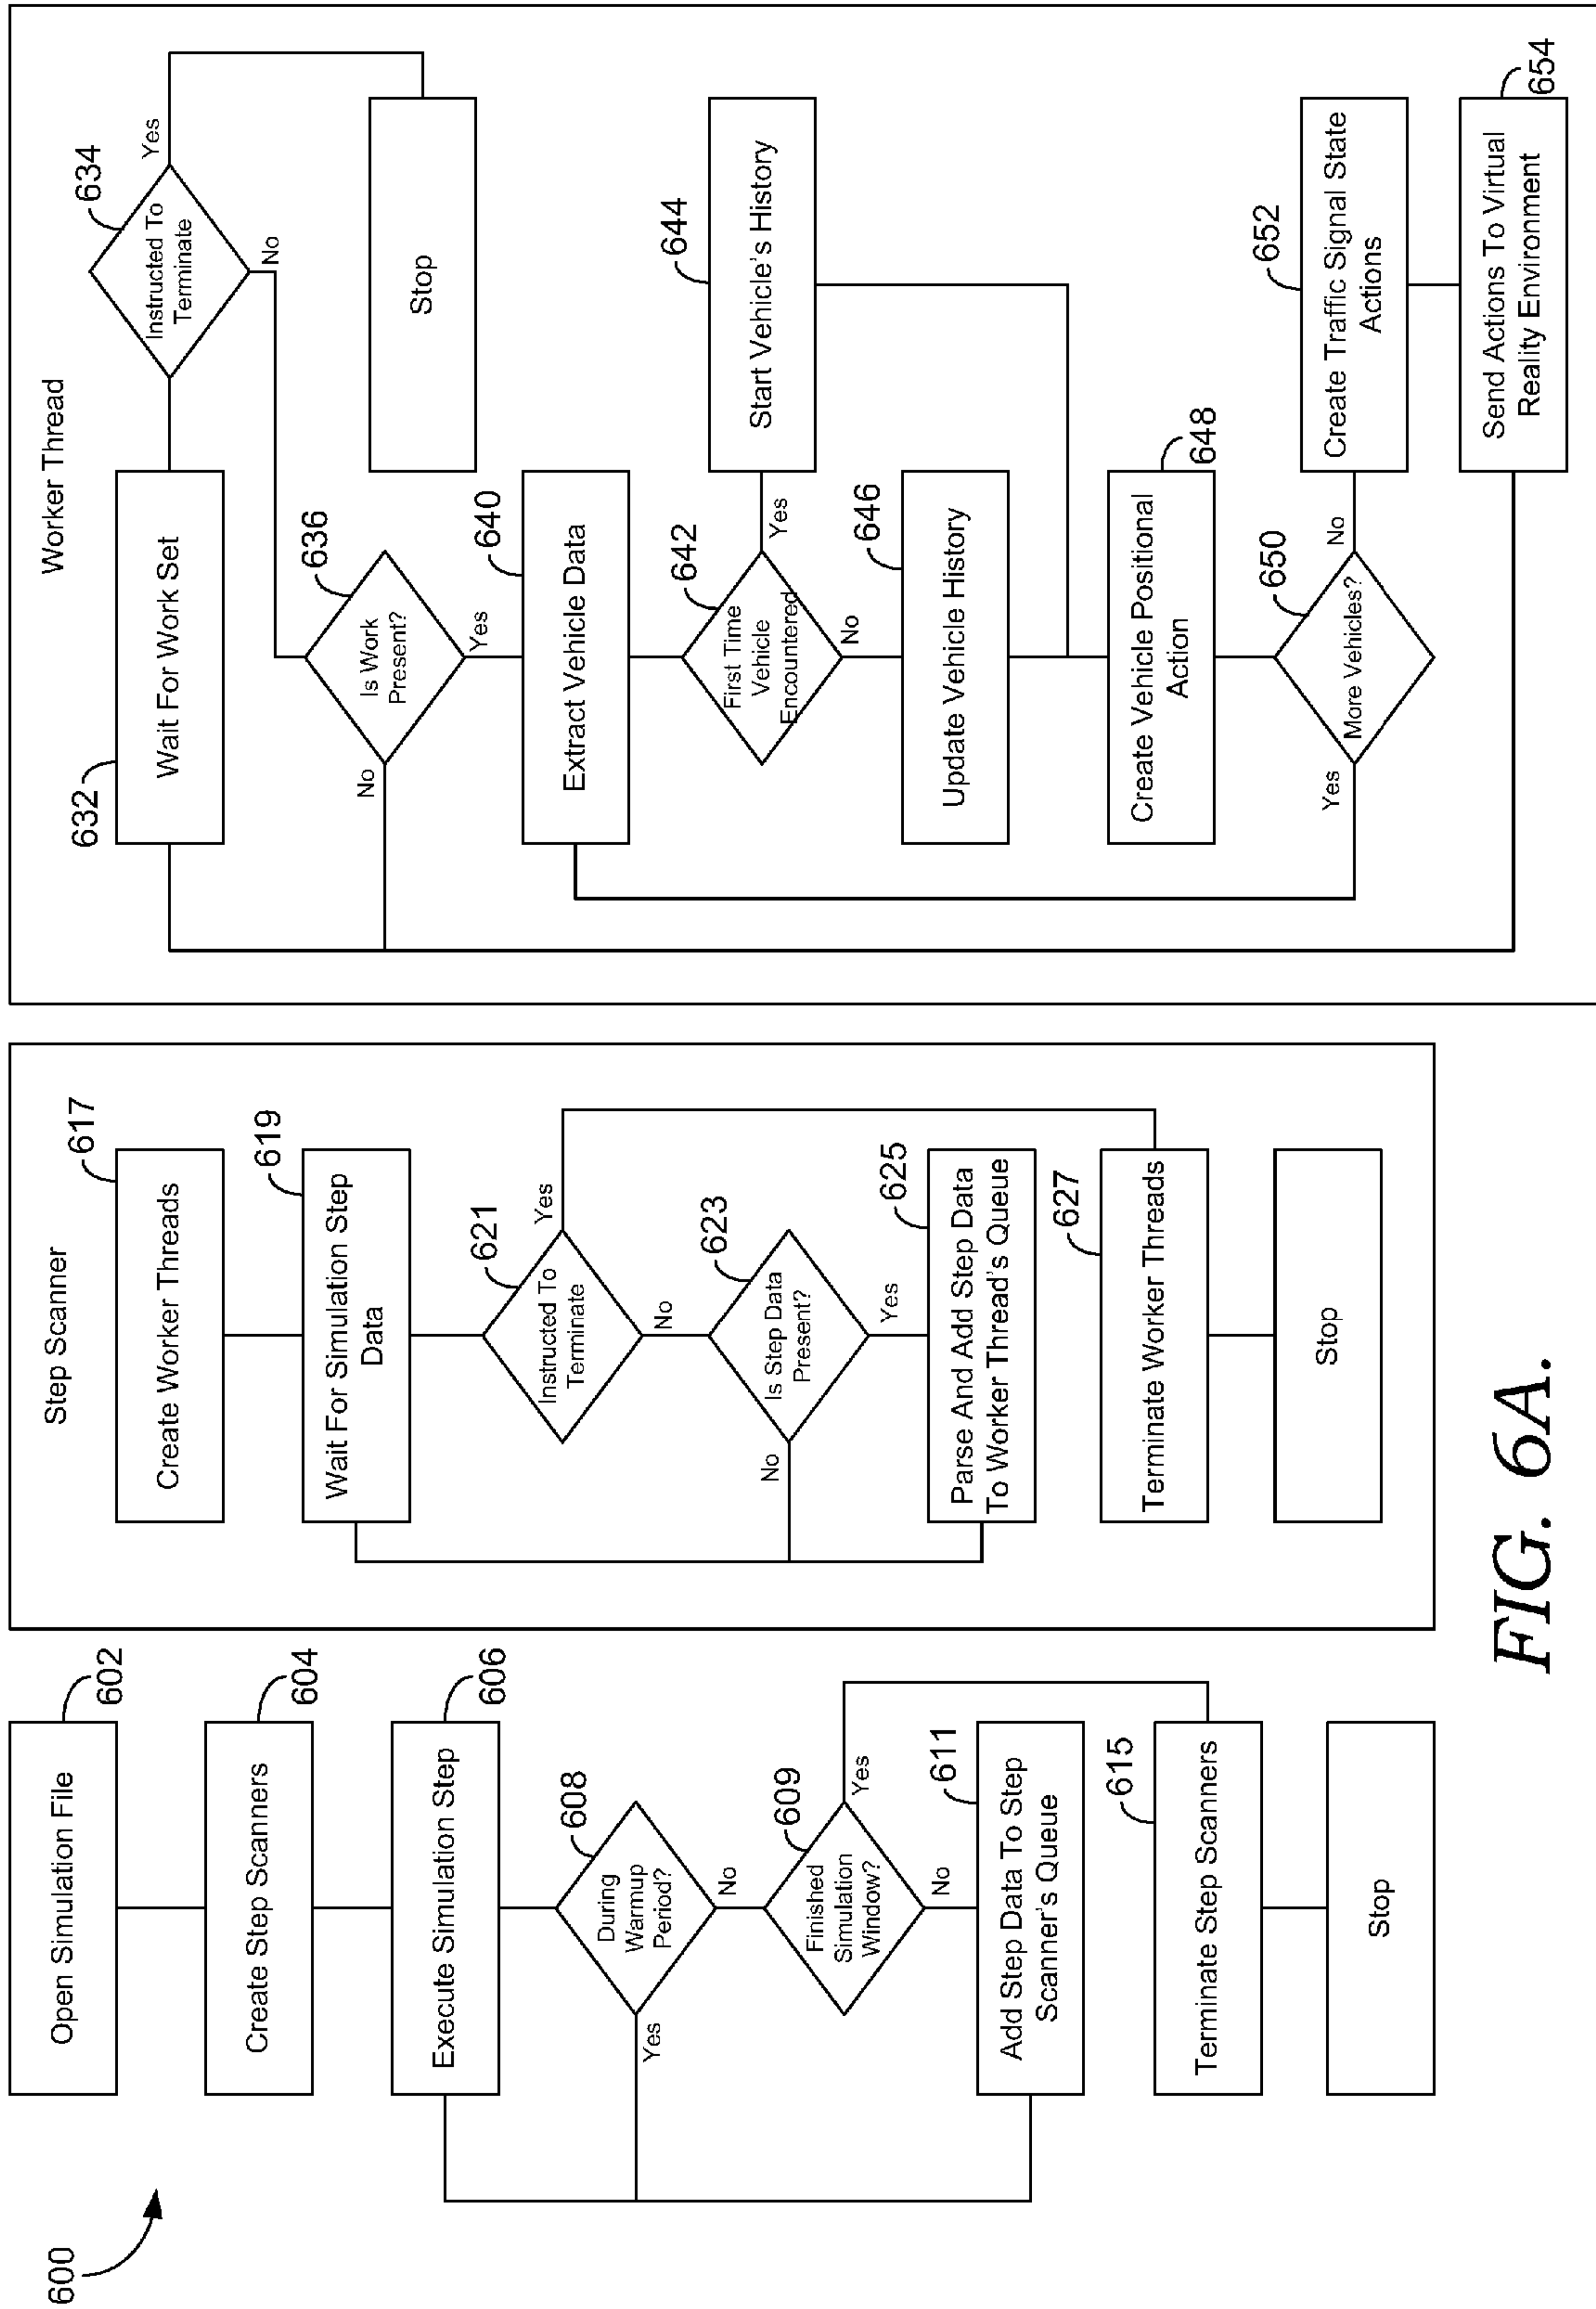 600
Open Simulation File
602
Create Step Scanners
604
Execute Simulation Step
606
During
Warmup
Period?
608
Yes
No
Finished
Simulation
Window?
609
Yes
No
Add Step Data To Step
Scanner's Queue
611
Terminate Step Scanners
615
Stop
Step Scanner
Create Worker Threads
617
Wait For Simulation Step
Data
619
Instructed To
Terminate
621
Yes
No
Is Step Data
Present?
623
No
Yes
Parse And Add Step Data
To Worker Thread's Queue
625
Terminate Worker Threads
627
Stop
Worker Thread
Wait For Work Set
632
Instructed To
Terminate
634
Yes
No
Stop
Is Work
Present?
636
No
Yes
Extract Vehicle Data
640
First Time
Vehicle
Encountered
642
Yes
No
Start Vehicle's History
644
Update Vehicle History
646
Create Vehicle Positional
Action
648
More Vehicles?
650
Yes
No
Create Traffic Signal State
Actions
652
Send Actions To Virtual
Reality Environment
654
FIG. 6A.